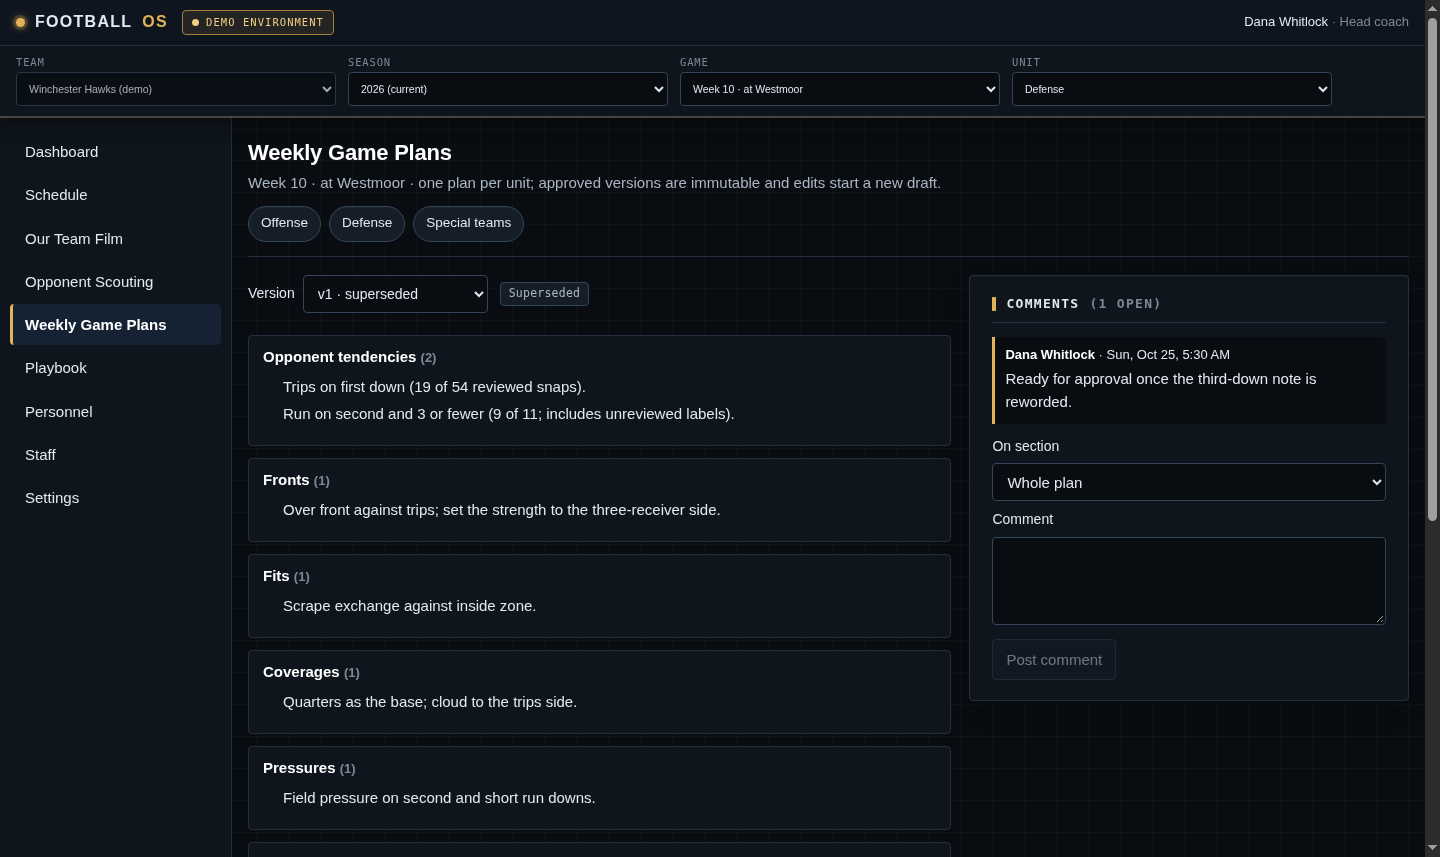 FOOTBALL OS
DEMO ENVIRONMENT
Dana Whitlock · Head coach
TEAM
SEASON
GAME
UNIT
Winchester Hawks (demo)
2026 (current)
Week 10 · at Westmoor
Defense
Dashboard
Schedule
Our Team Film
Opponent Scouting
Weekly Game Plans
Playbook
Personnel
Staff
Settings
Weekly Game Plans
Week 10 · at Westmoor · one plan per unit; approved versions are immutable and edits start a new draft.
Offense
Defense
Special teams
Version
v1 · superseded
Superseded
Opponent tendencies (2)
Trips on first down (19 of 54 reviewed snaps).
Run on second and 3 or fewer (9 of 11; includes unreviewed labels).
Fronts (1)
Over front against trips; set the strength to the three-receiver side.
Fits (1)
Scrape exchange against inside zone.
Coverages (1)
Quarters as the base; cloud to the trips side.
Pressures (1)
Field pressure on second and short run downs.
COMMENTS (1 OPEN)
Dana Whitlock · Sun, Oct 25, 5:30 AM
Ready for approval once the third-down note is
reworded.
On section
Whole plan
Comment
Post comment